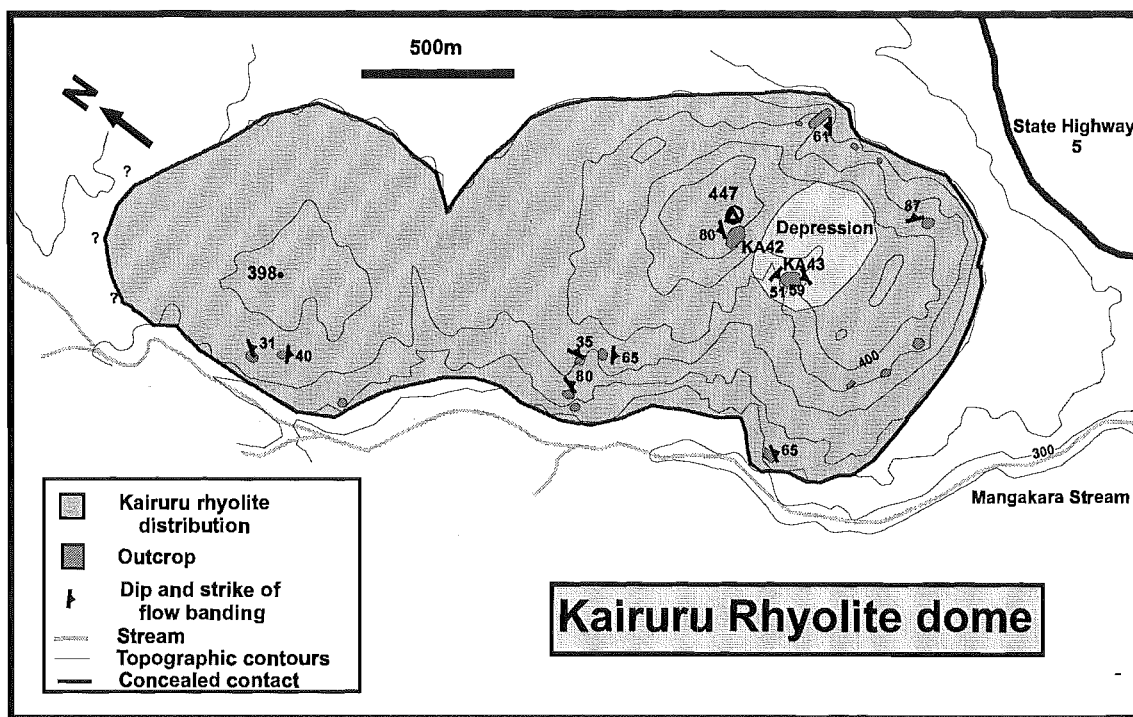 500m
N
State Highway
5
?
?
?
61
447
87
Depression
80
KA42
398
KA43
51
59
31
40
35
65
80
400
65
300
Mangakara Stream
Kairuru rhyolite
distribution
Outcrop
Dip and strike of
flow banding
Stream
Topographic contours
Concealed contact
Kairuru Rhyolite dome